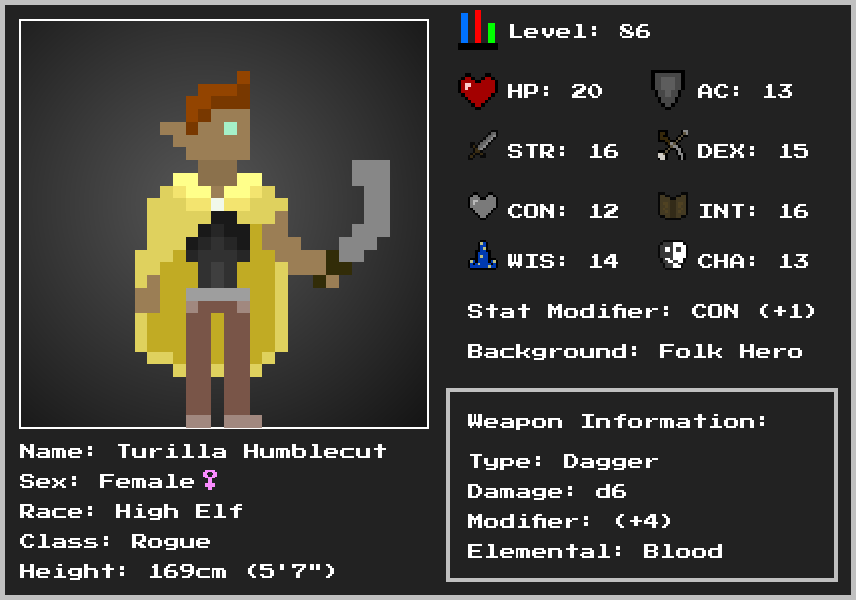 Level: 86
HP: 20
AC: 13
STR: 16
DEX: 15
CON: 12
INT: 16
WIS: 14
CHA: 13
Stat Modifier: CON (+1)
Background: Folk Hero
Weapon Information:
Type: Dagger
Damage: d6
Modifier: (+4)
Elemental: Blood
Name: Turilla Humblecut
Sex: Female♀
Race: High Elf
Class: Rogue
Height: 169cm (5'7")